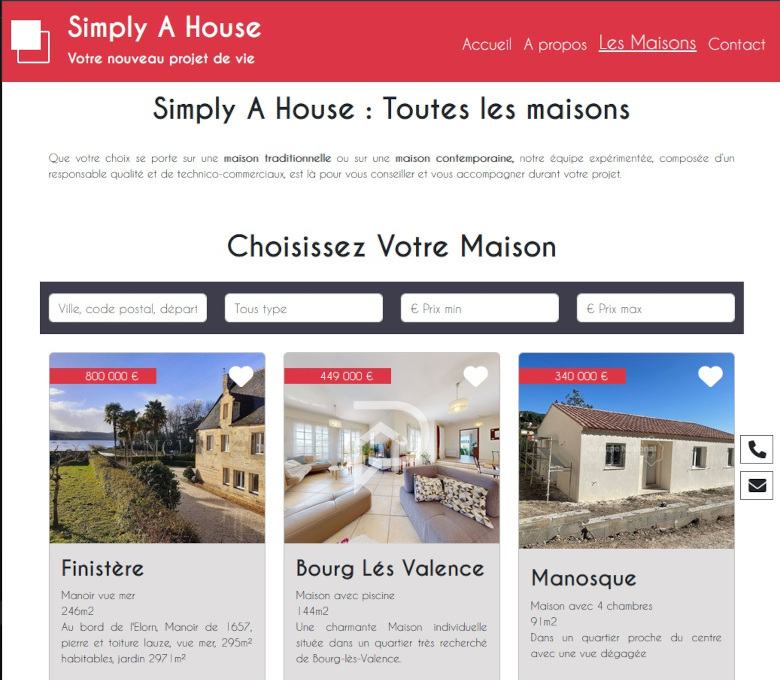 Simply A House
Votre nouveau projet de vie
Accueil A propos Les Maisons Contact
Simply A House : Toutes les maisons
Que votre choix se porte sur une maison traditionnelle ou sur une maison contemporaine, notre équipe expérimentée, composée d'un
responsable qualité et de technico-commerciaux, est là pour vous conseiller et vous accompagner durant votre projet.
Choisissez Votre Maison
Ville, code postal, départ
Tous type
€ Prix min
€ Prix max
800 000 €
Finistère
Manoir vue mer
246m2
Au bord de l'Elorn, Manoir de 1657,
pierre et toiture lauze, vue mer, 295m²
habitables, jardin 2971m²
449 000 €
Bourg Lés Valence
Maison avec piscine
144m2
Une charmante Maison individuelle
située dans un quartier très recherché
de Bourg-lès-Valence.
340 000 €
Manosque
Maison avec 4 chambres
91m2
Dans un quartier proche du centre
avec une vue dégagée